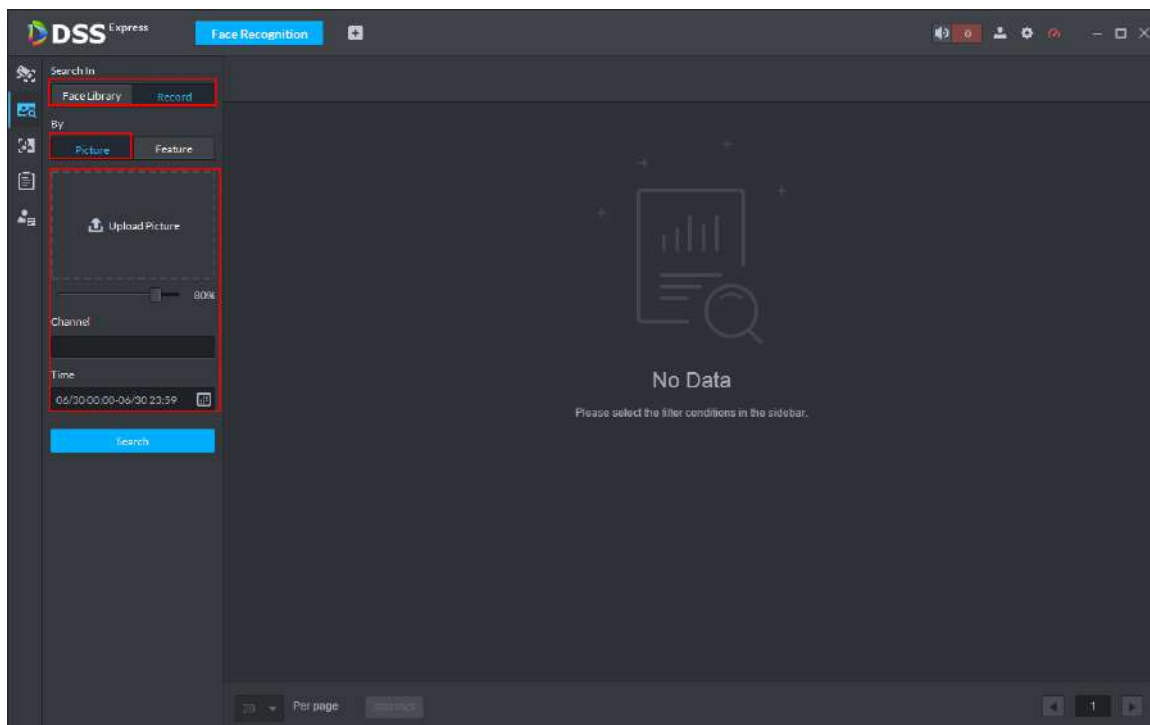 DSS Express
Face Recognition
0
Search In
Face Library
Record
By
Picture
Feature
Upload Picture
80%
Channel
Time
06/30 00:00-06/30 23:59
Search
No Data
Please select the filter conditions in the sidebar.
20
Per page
Statistics
1